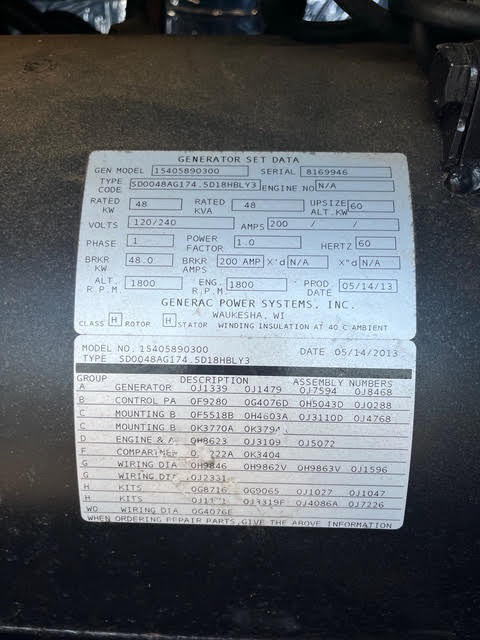 GENERATOR SET DATA
GEN MODEL 15405890300 SERIAL 8169946
TYPE CODE SD0048AG174.5D18HBLY3 ENGINE NO N/A
RATED KW 48 RATED KVA 48 UPSIZE ALT.KW 60
VOLTS 120/240 AMPS 200 / /
PHASE 1 POWER FACTOR 1.0 HERTZ 60
BRKR KW 48.0 BRKR AMPS 200 AMP X'd N/A X"d N/A
ALT. R.P.M. 1800 ENG. R.P.M. 1800 PROD. DATE 05/14/13
GENERAC POWER SYSTEMS, INC.
WAUKESHA, WI
CLASS H ROTOR H STATOR WINDING INSULATION AT 40 C AMBIENT
MODEL NO. 15405890300 DATE 05/14/2013
TYPE SD0048AG174.5D18HBLY3
GROUP DESCRIPTION ASSEMBLY NUMBERS
A GENERATOR 0J1339 0J1479 0J7594 0J8468
B CONTROL PA 0F9280 0G4076D 0H5043D 0J0288
C MOUNTING B 0F5518B 0H4603A 0J3110D 0J4768
C MOUNTING B 0K3770A
D ENGINE & 0H8623 0J3109 0J5072
F 0K3404
G WIRING DIA 0H9846 0H9862V 0H9863V 0J1596
G WIRING 0J2331
H KITS 0G8716 0G9065 0J1027 0J1047
H KITS 0J3319F 0J4086A 0J7226
WD WIRING DIA 0G4076E
WHEN ORDERING REPAIR PARTS, GIVE THE ABOVE INFORMATION